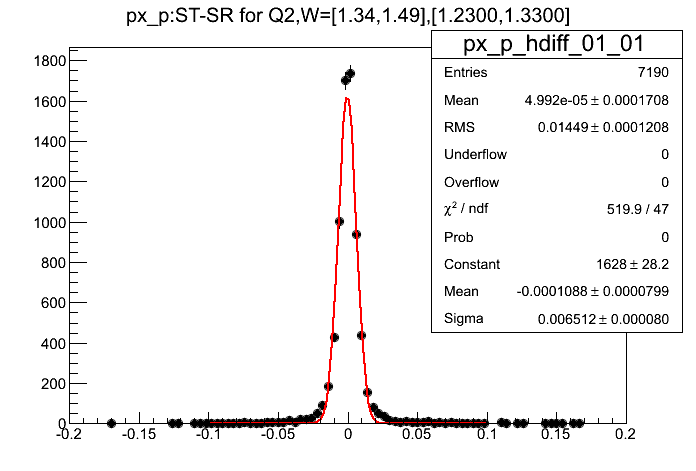 px_p:ST-SR for Q2,W=[1.34,1.49],[1.2300,1.3300]
px_p_hdiff_01_01
Entries 7190
Mean 4.992e-05 ± 0.0001708
RMS 0.01449 ± 0.0001208
Underflow 0
Overflow 0
χ² / ndf 519.9 / 47
Prob 0
Constant 1628 ± 28.2
Mean -0.0001088 ± 0.0000799
Sigma 0.006512 ± 0.000080
1800
1600
1400
1200
1000
800
600
400
200
0
-0.2 -0.15 -0.1 -0.05 0 0.05 0.1 0.15 0.2